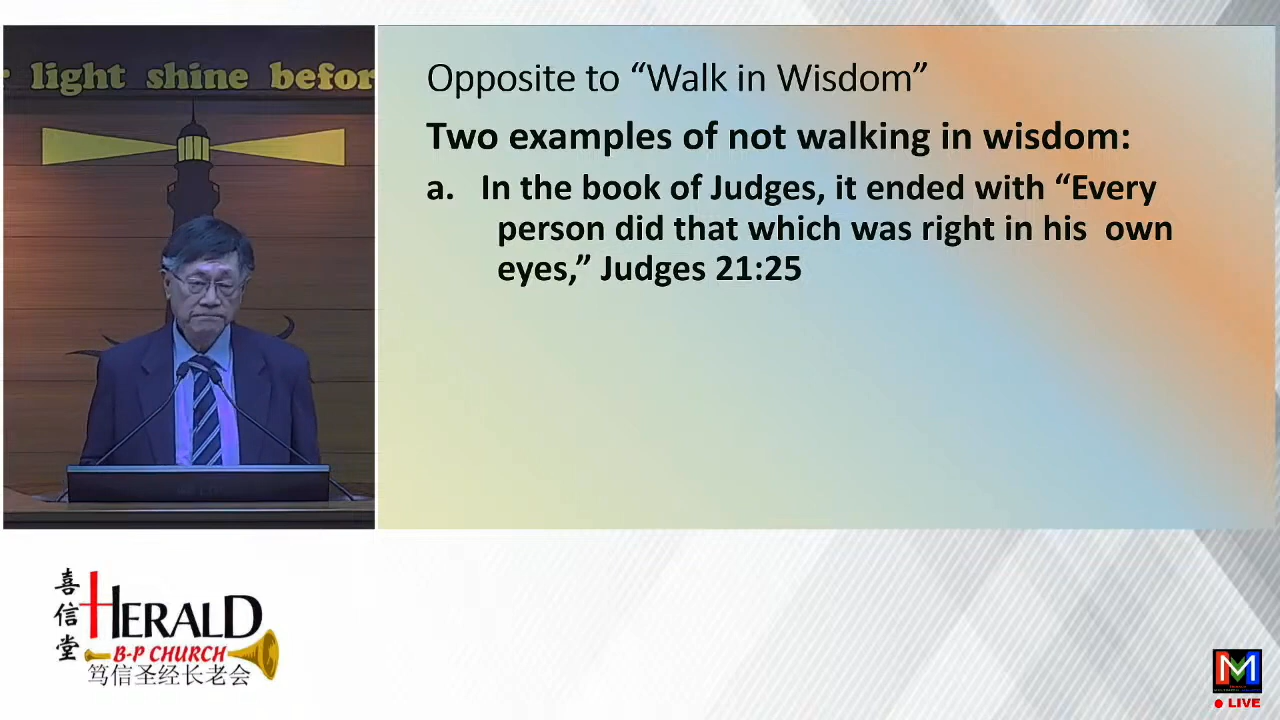 light shine befor
Opposite to “Walk in Wisdom”
Two examples of not walking in wisdom:
a. In the book of Judges, it ended with “Every
person did that which was right in his own
eyes,” Judges 21:25
喜信堂
HERALD
B-P CHURCH
笃信圣经长老会
M
LIVE